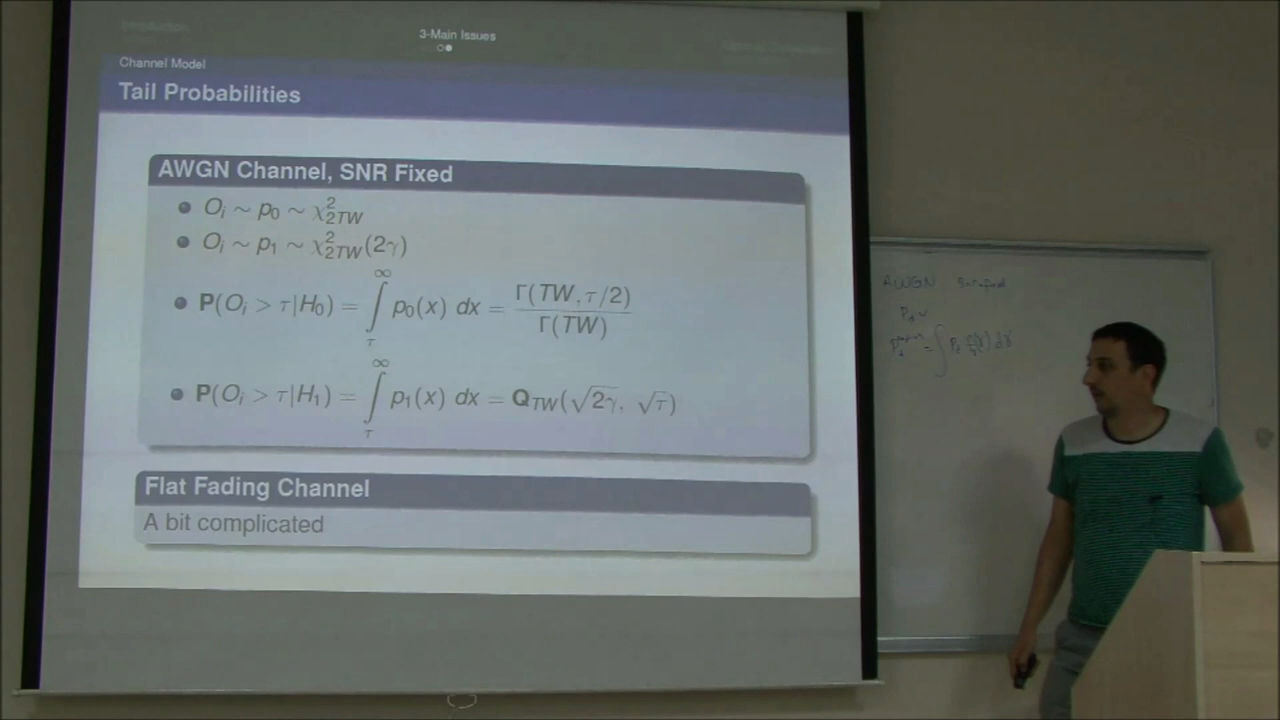 Introduction
3-Main Issues
Channel Model
Tail Probabilities
AWGN Channel, SNR Fixed
O_i ∼ p_0 ∼ χ²_{2TW}
O_i ∼ p_1 ∼ χ²_{2TW}(2γ)
P(O_i > τ|H_0) = ∫_τ^∞ p_0(x) dx = Γ(TW, τ/2) / Γ(TW)
P(O_i > τ|H_1) = ∫_τ^∞ p_1(x) dx = Q_{TW}(√2γ, √τ)
Flat Fading Channel
A bit complicated
AWGN